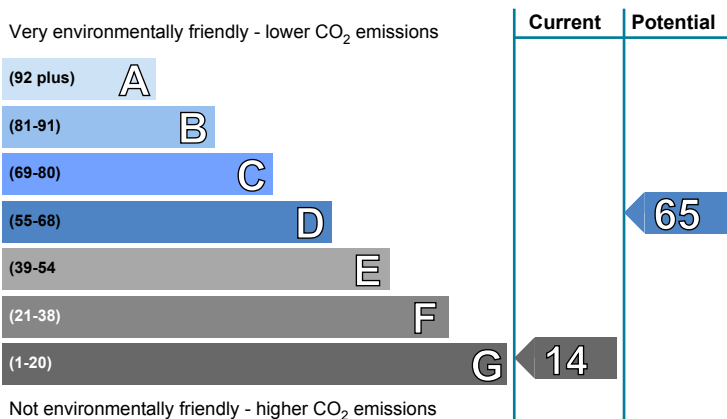 Very environmentally friendly - lower CO2 emissions
Current
Potential
(92 plus) A
(81-91) B
(69-80) C
(55-68) D
65
(39-54 E
(21-38) F
(1-20) G
14
Not environmentally friendly - higher CO2 emissions